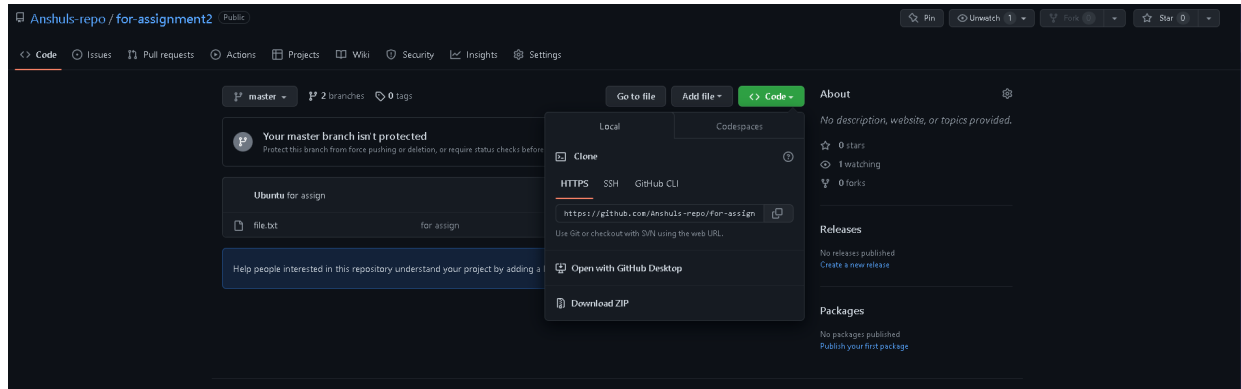 Anshuls-repo / for-assignment2 Public
Pin Unwatch 1 Fork 0 Star 0
Code Issues Pull requests Actions Projects Wiki Security Insights Settings
master 2 branches 0 tags Go to file Add file Code
Your master branch isn't protected
Protect this branch from force pushing or deletion, or require status checks before
Ubuntu for assign
file.txt for assign
Help people interested in this repository understand your project by adding a
Local Codespaces
Clone
HTTPS SSH GitHub CLI
https://github.com/Anshuls-repo/for-assign
Use Git or checkout with SVN using the web URL.
Open with GitHub Desktop
Download ZIP
About
No description, website, or topics provided.
0 stars
1 watching
0 forks
Releases
No releases published
Create a new release
Packages
No packages published
Publish your first package